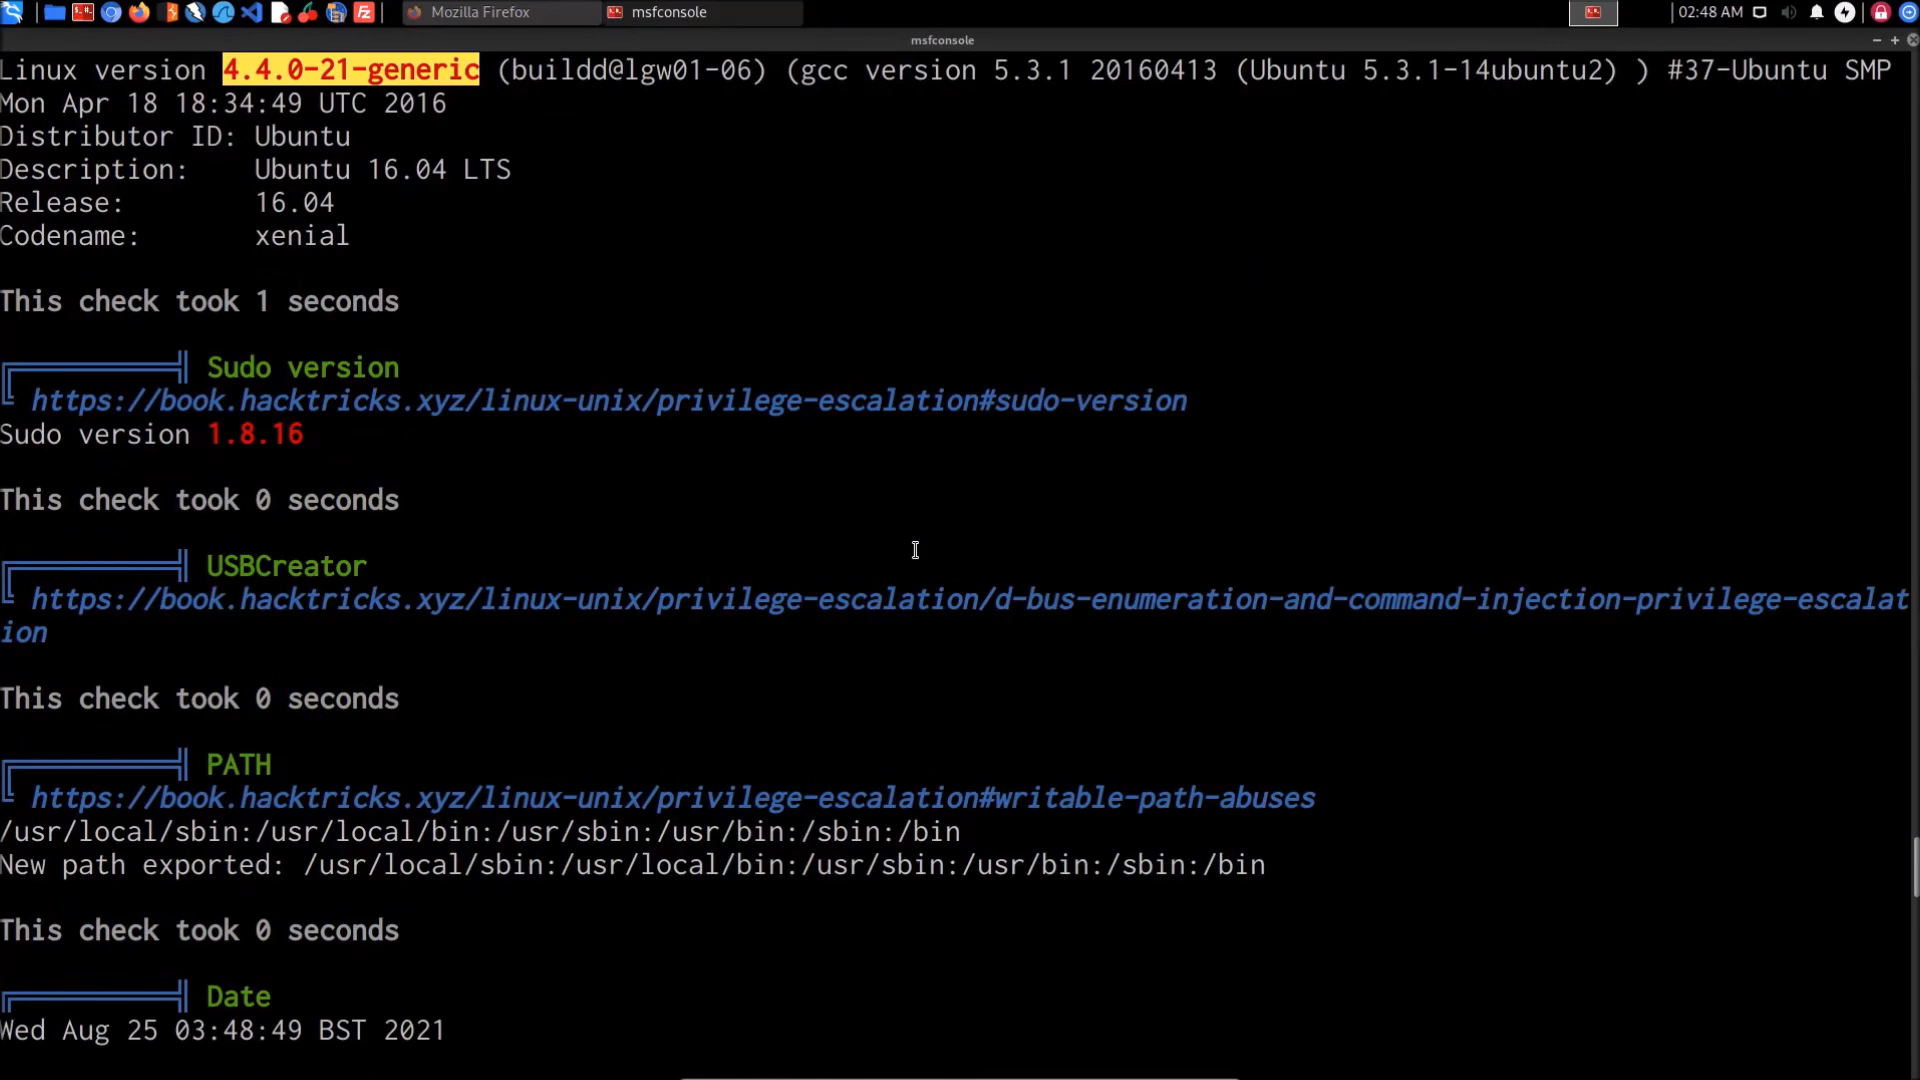 Mozilla Firefox
msfconsole
02:48 AM
msfconsole
Linux version 4.4.0-21-generic (buildd@lgw01-06) (gcc version 5.3.1 20160413 (Ubuntu 5.3.1-14ubuntu2) ) #37-Ubuntu SMP
Mon Apr 18 18:34:49 UTC 2016
Distributor ID: Ubuntu
Description:    Ubuntu 16.04 LTS
Release:        16.04
Codename:       xenial
This check took 1 seconds
Sudo version
https://book.hacktricks.xyz/linux-unix/privilege-escalation#sudo-version
Sudo version 1.8.16
This check took 0 seconds
USBCreator
https://book.hacktricks.xyz/linux-unix/privilege-escalation/d-bus-enumeration-and-command-injection-privilege-escalat
ion
This check took 0 seconds
PATH
https://book.hacktricks.xyz/linux-unix/privilege-escalation#writable-path-abuses
/usr/local/sbin:/usr/local/bin:/usr/sbin:/usr/bin:/sbin:/bin
New path exported: /usr/local/sbin:/usr/local/bin:/usr/sbin:/usr/bin:/sbin:/bin
This check took 0 seconds
Date
Wed Aug 25 03:48:49 BST 2021